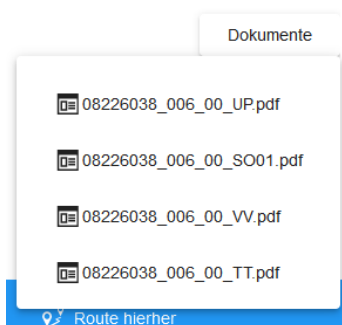 Dokumente
08226038_006_00_UP.pdf
08226038_006_00_SO01.pdf
08226038_006_00_VV.pdf
08226038_006_00_TT.pdf
Route hierher